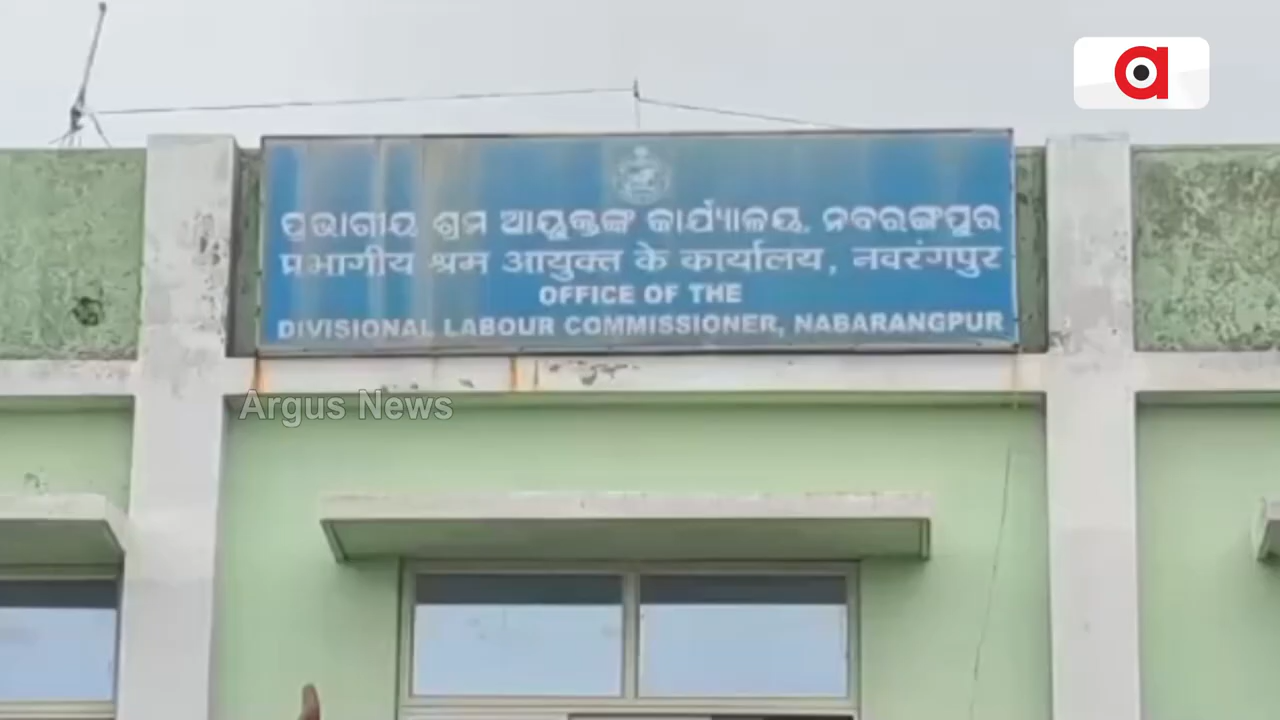 ପ୍ରଭାଗୀୟ ଶ୍ରମ ଆୟୁକ୍ତଙ୍କ କାର୍ଯ୍ୟାଳୟ, ନବରଙ୍ଗପୁର
प्रभागीय श्रम आयुक्त के कार्यालय, नवरंगपुर
OFFICE OF THE
DIVISIONAL LABOUR COMMISSIONER, NABARANGPUR
Argus News
a